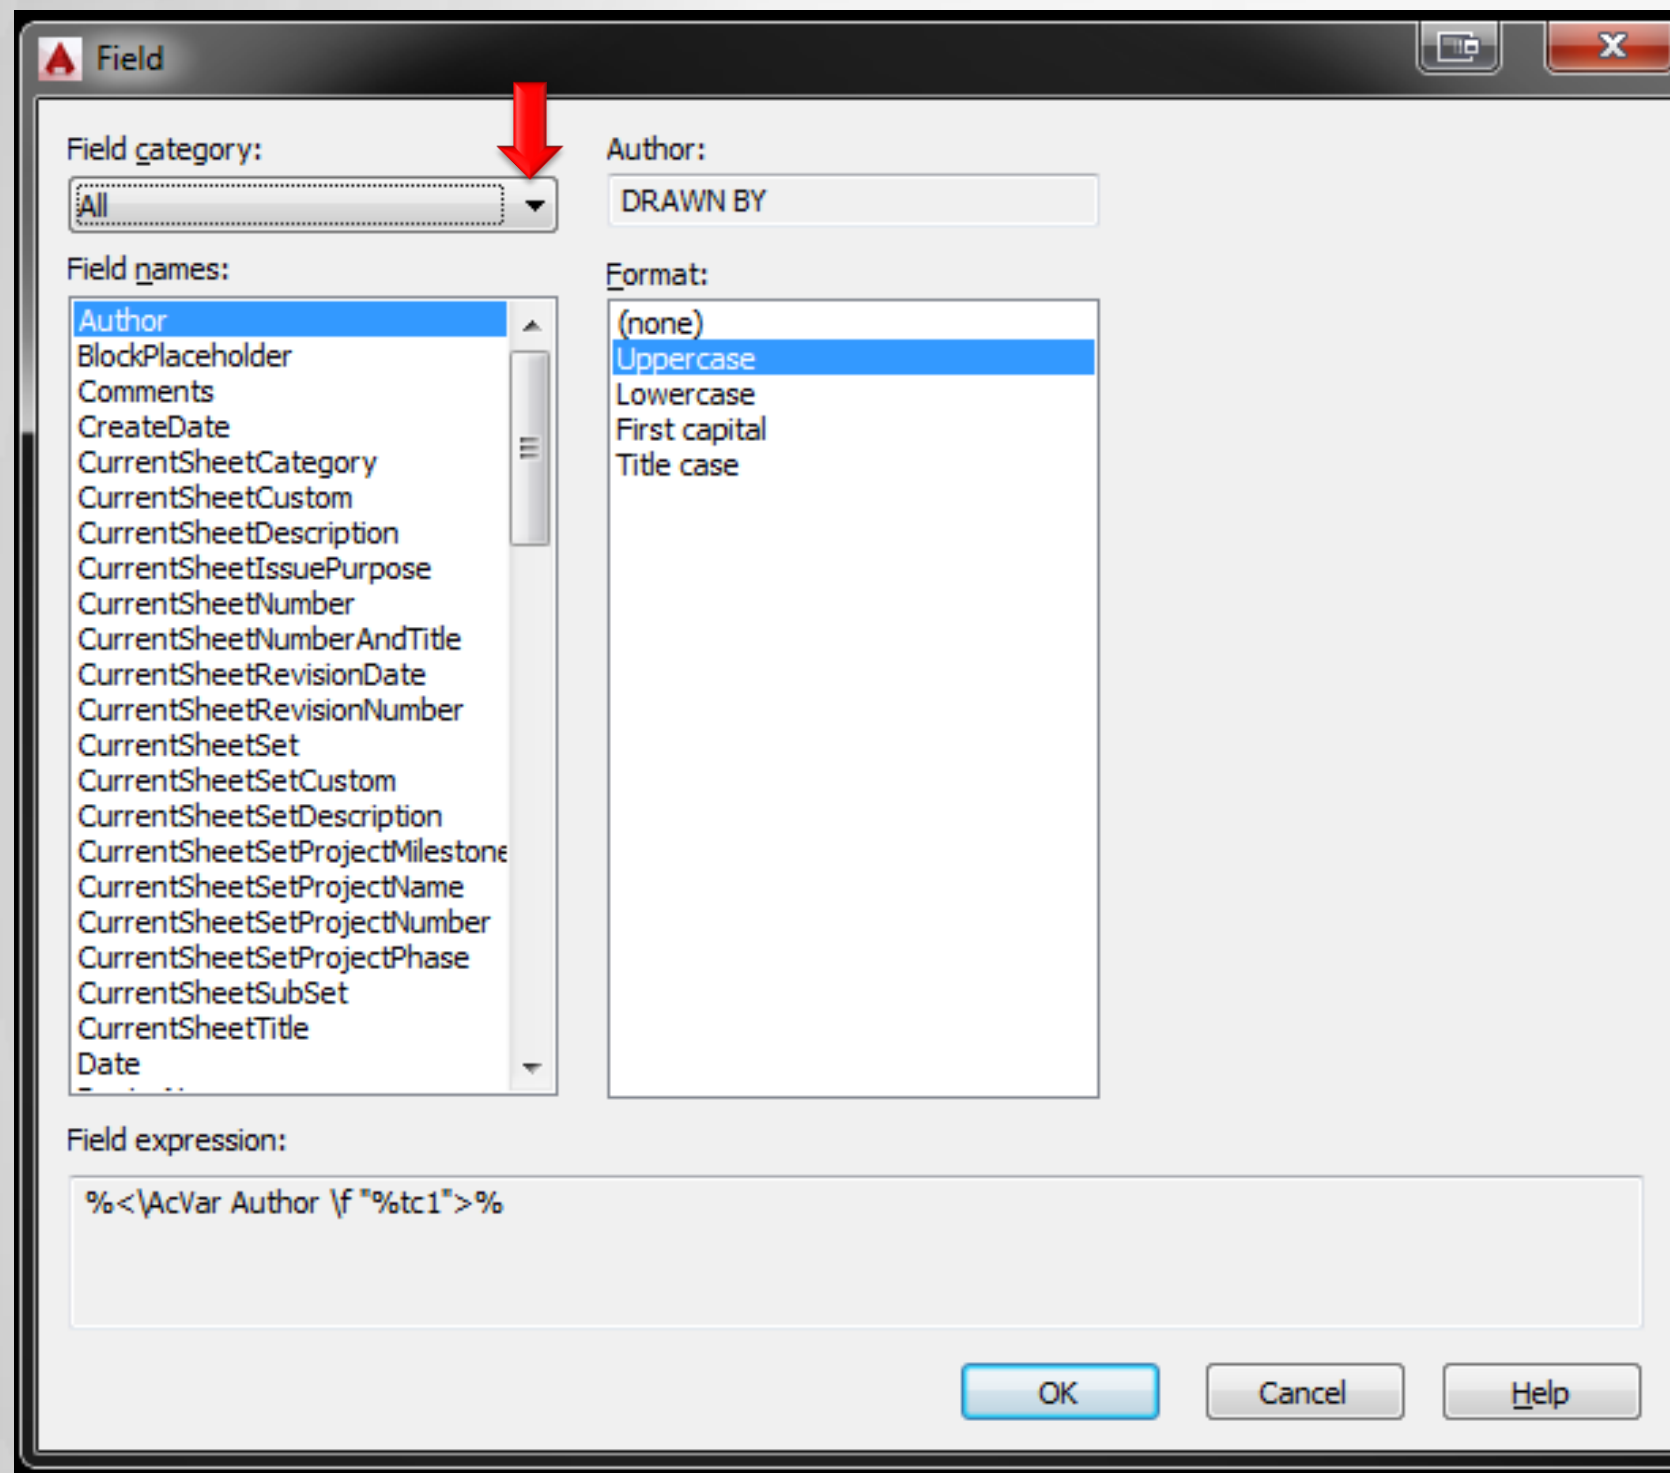 Field
Field category:
All
Field names:
Author
BlockPlaceholder
Comments
CreateDate
CurrentSheetCategory
CurrentSheetCustom
CurrentSheetDescription
CurrentSheetIssuePurpose
CurrentSheetNumber
CurrentSheetNumberAndTitle
CurrentSheetRevisionDate
CurrentSheetRevisionNumber
CurrentSheetSet
CurrentSheetSetCustom
CurrentSheetSetDescription
CurrentSheetSetProjectMilestone
CurrentSheetSetProjectName
CurrentSheetSetProjectNumber
CurrentSheetSetProjectPhase
CurrentSheetSubSet
CurrentSheetTitle
Date
Author:
DRAWN BY
Format:
(none)
Uppercase
Lowercase
First capital
Title case
Field expression:
%<\AcVar Author \f "%tc1">%
OK
Cancel
Help